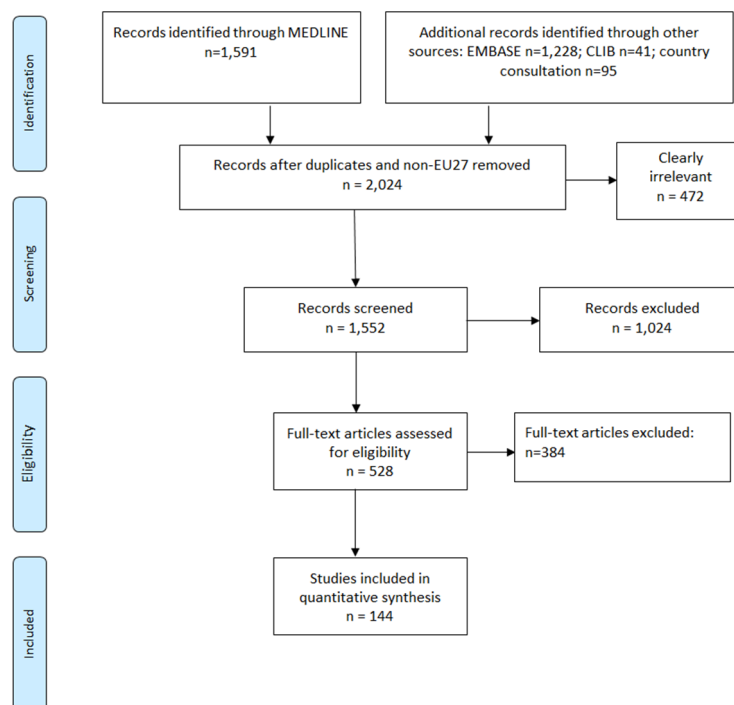 Identification
Records identified through MEDLINE
n=1,591
Additional records identified through other
sources: EMBASE n=1,228; CLIB n=41; country
consultation n=95
Records after duplicates and non-EU27 removed
n = 2,024
Clearly
irrelevant
n = 472
Screening
Records screened
n = 1,552
Records excluded
n = 1,024
Eligibility
Full-text articles assessed
for eligibility
n = 528
Full-text articles excluded:
n=384
Included
Studies included in
quantitative synthesis
n = 144